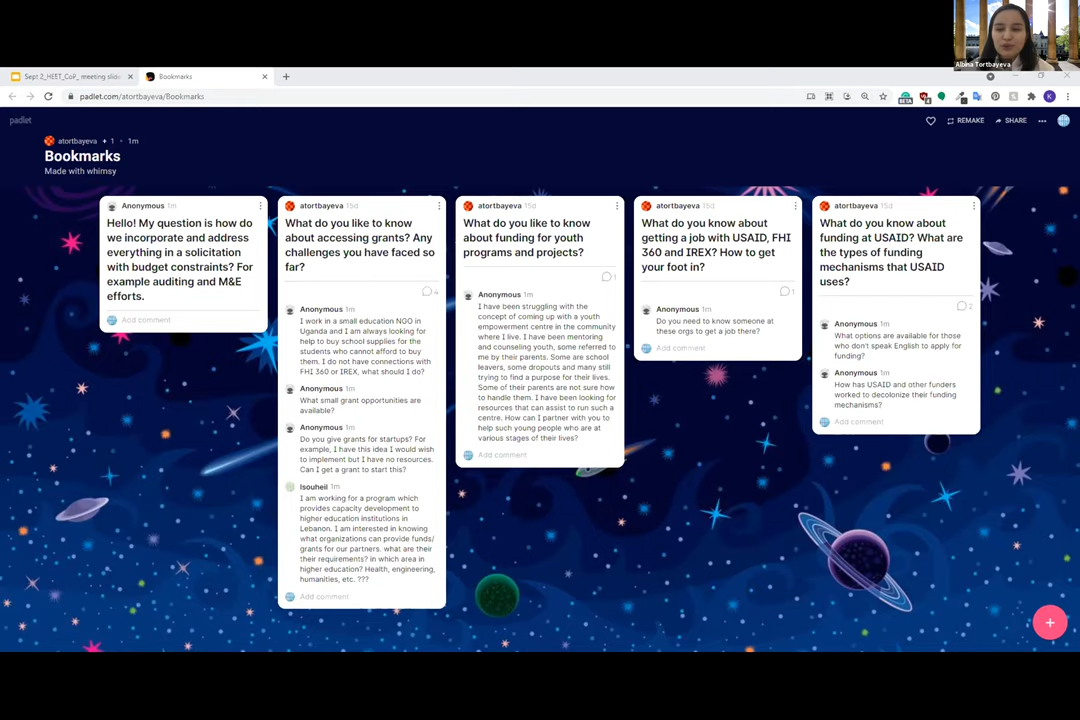 Albina Tortbayeva
Sept 2_HEET_CoP_ meeting slide
Bookmarks
padlet.com/atortbayeva/Bookmarks
BETA
K
padlet
REMAKE
SHARE
atortbayeva + 1 • 1m
Bookmarks
Made with whimsy
Anonymous 1m
Hello! My question is how do
we incorporate and address
everything in a solicitation
with budget constraints? For
example auditing and M&E
efforts.
Add comment
atortbayeva 15d
What do you like to know
about accessing grants? Any
challenges you have faced so
far?
4
Anonymous 1m
I work in a small education NGO in
Uganda and I am always looking for
help to buy school supplies for the
students who cannot afford to buy
them. I do not have connections with
FHI 360 or IREX, what should I do?
Anonymous 1m
What small grant opportunities are
available?
Anonymous 1m
Do you give grants for startups? For
example, I have this idea I would wish
to implement but I have no resources.
Can I get a grant to start this?
lsouheil 1m
I am working for a program which
provides capacity development to
higher education institutions in
Lebanon. I am interested in knowing
what organizations can provide funds/
grants for our partners. what are their
their requirements? in which area in
higher education? Health, engineering,
humanities, etc. ???
Add comment
atortbayeva 15d
What do you like to know
about funding for youth
programs and projects?
1
Anonymous 1m
I have been struggling with the
concept of coming up with a youth
empowerment centre in the community
where I live. I have been mentoring
and counseling youth, some referred to
me by their parents. Some are school
leavers, some dropouts and many still
trying to find a purpose for their lives.
Some of their parents are not sure how
to handle them. I have been looking for
resources that can assist to run such a
centre. How can I partner with you to
help such young people who are at
various stages of their lives?
Add comment
atortbayeva 15d
What do you know about
getting a job with USAID, FHI
360 and IREX? How to get
your foot in?
1
Anonymous 1m
Do you need to know someone at
these orgs to get a job there?
Add comment
atortbayeva 15d
What do you know about
funding at USAID? What are
the types of funding
mechanisms that USAID
uses?
2
Anonymous 1m
What options are available for those
who don't speak English to apply for
funding?
Anonymous 1m
How has USAID and other funders
worked to decolonize their funding
mechanisms?
Add comment